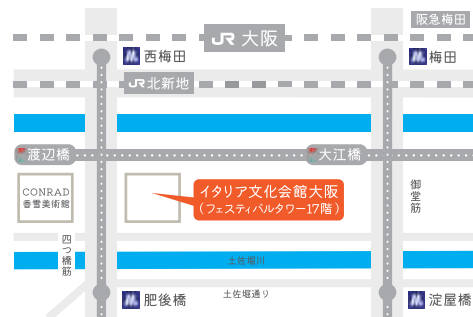 阪急梅田
JR 大阪
西梅田
梅田
JR 北新地
渡辺橋
大江橋
CONRAD
香雪美術館
イタリア文化会館大阪
(フェスティバルタワー17階)
御堂筋
四つ橋筋
土佐堀川
土佐堀通り
肥後橋
淀屋橋